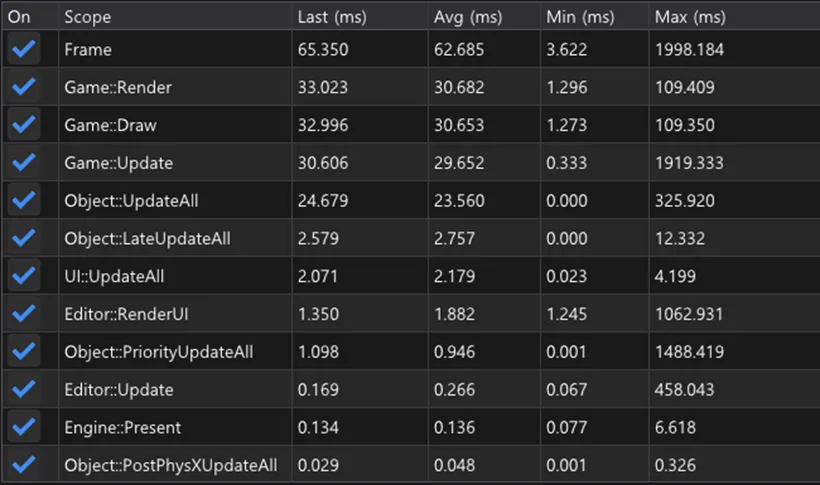 On Scope Last (ms) Avg (ms) Min (ms) Max (ms)
Frame 65.350 62.685 3.622 1998.184
Game::Render 33.023 30.682 1.296 109.409
Game::Draw 32.996 30.653 1.273 109.350
Game::Update 30.606 29.652 0.333 1919.333
Object::UpdateAll 24.679 23.560 0.000 325.920
Object::LateUpdateAll 2.579 2.757 0.000 12.332
UI::UpdateAll 2.071 2.179 0.023 4.199
Editor::RenderUI 1.350 1.882 1.245 1062.931
Object::PriorityUpdateAll 1.098 0.946 0.001 1488.419
Editor::Update 0.169 0.266 0.067 458.043
Engine::Present 0.134 0.136 0.077 6.618
Object::PostPhysXUpdateAll 0.029 0.048 0.001 0.326